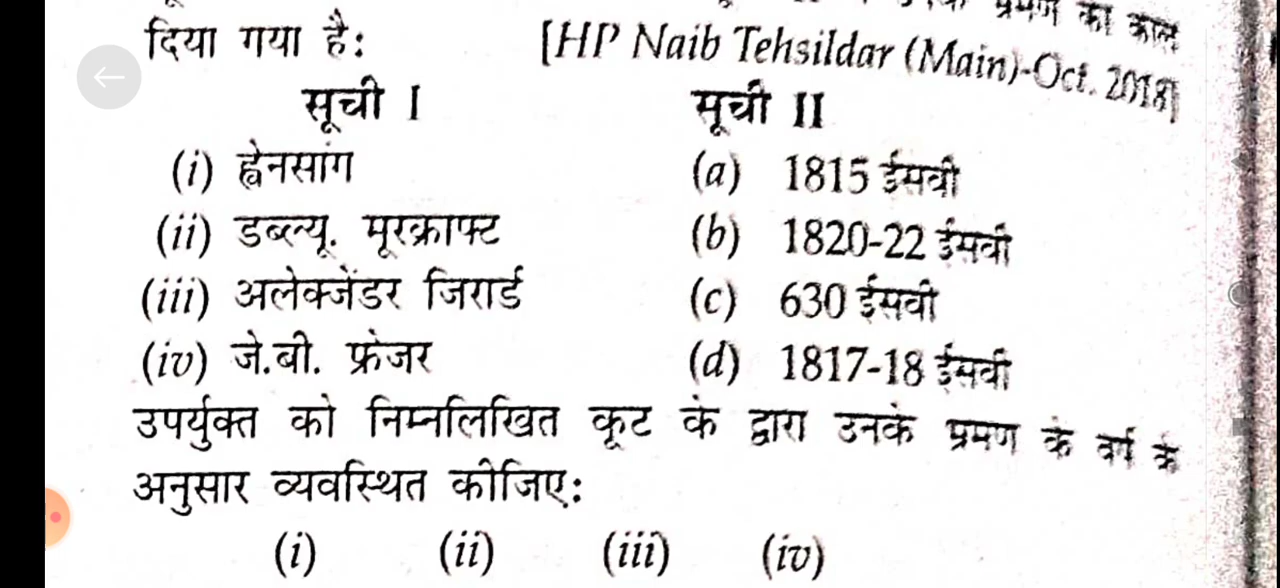 प्रमण का काल
दिया गया है: [HP Naib Tehsildar (Main)-Oct. 2018]
सूची I सूची II
(i) ह्वेनसांग (a) 1815 ईसवी
(ii) डब्ल्यू. मूरक्राफ्ट (b) 1820-22 ईसवी
(iii) अलेक्जेंडर जिरार्ड (c) 630 ईसवी
(iv) जे.बी. फ्रेजर (d) 1817-18 ईसवी
उपर्युक्त को निम्नलिखित कूट के द्वारा उनके भ्रमण के वर्ष के
अनुसार व्यवस्थित कीजिए:
(i) (ii) (iii) (iv)